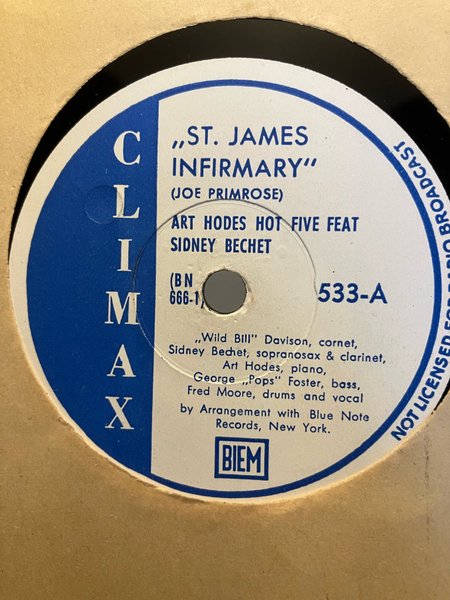 CLIMAX
„ST. JAMES
INFIRMARY"
(JOE PRIMROSE)
ART HODES HOT FIVE FEAT
SIDNEY BECHET
(BN
666-1)
533-A
„Wild Bill" Davison, cornet,
Sidney Bechet, sopranosax & clarinet,
Art Hodes, piano,
George „Pops" Foster, bass,
Fred Moore, drums and vocal
by Arrangement with Blue Note
Records, New York.
BIEM
NOT LICENSED FOR RADIO BROADCAST